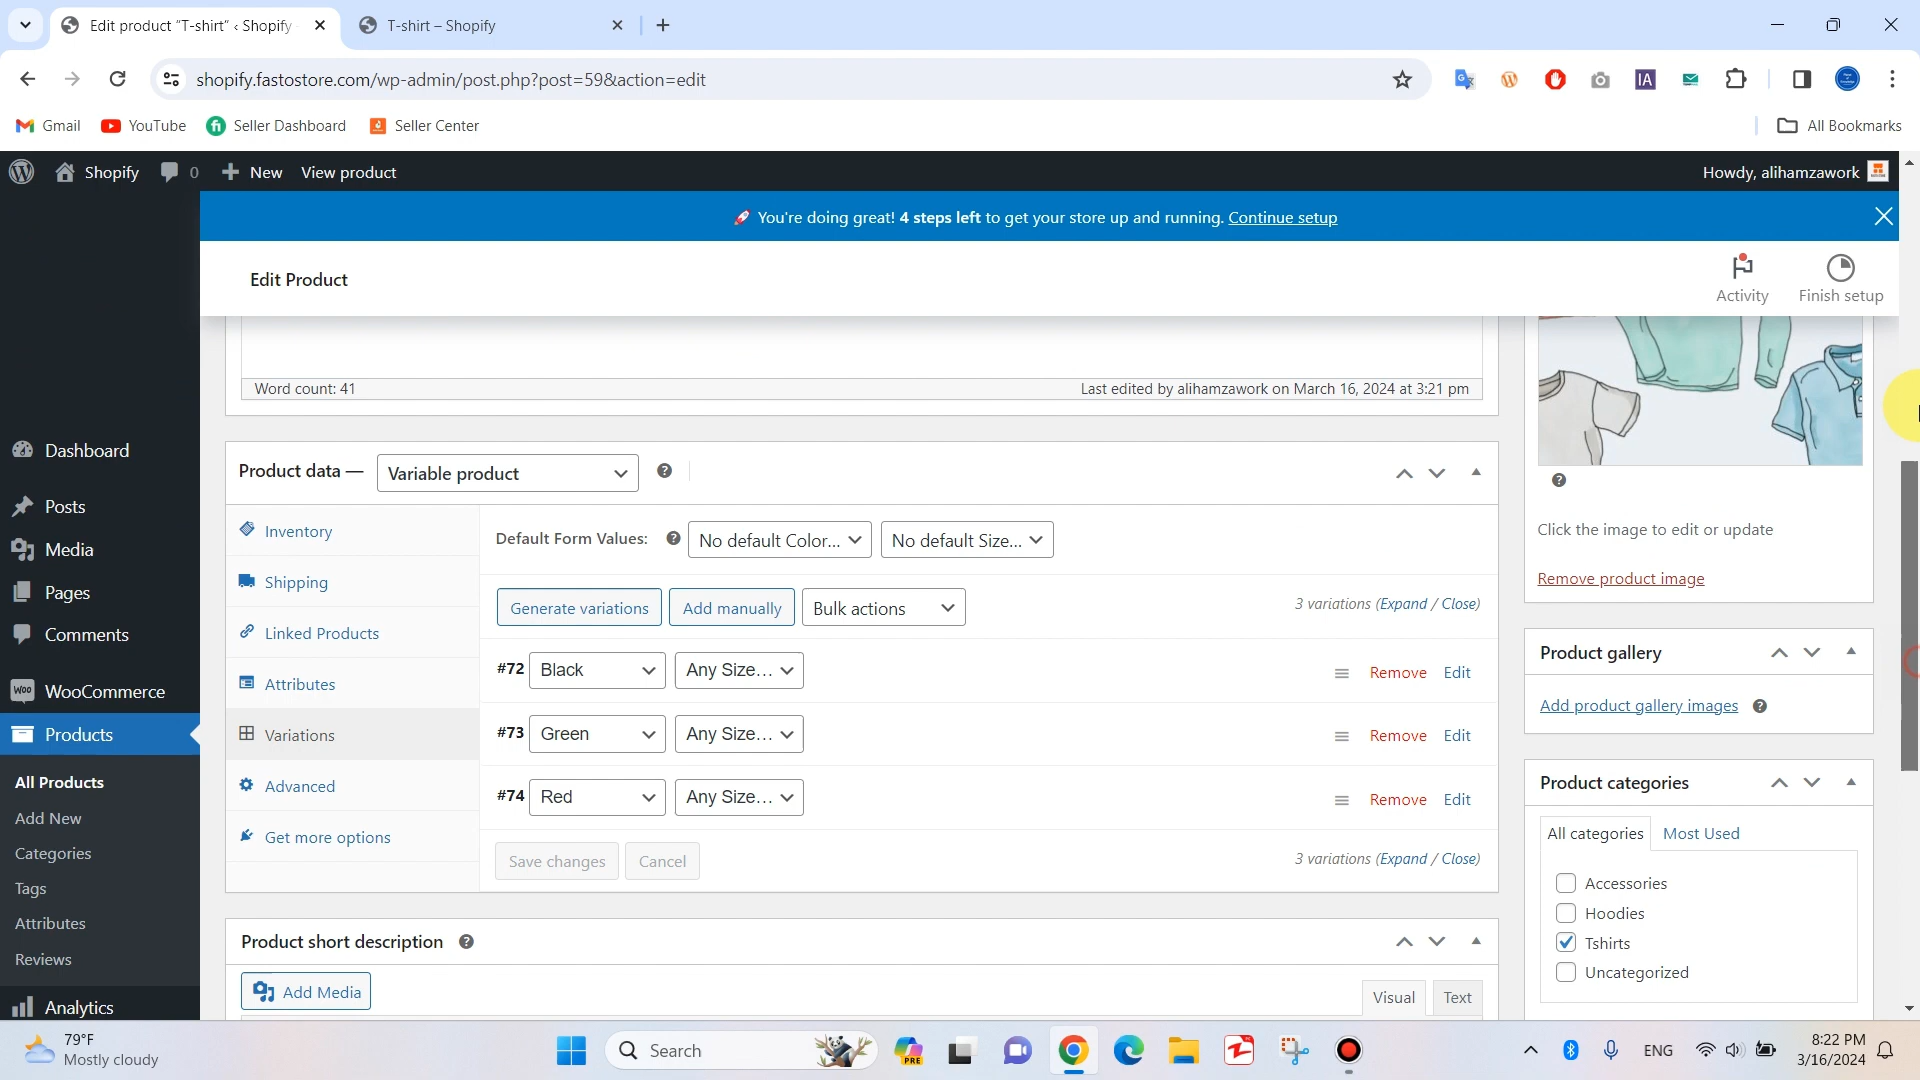 Edit product “T-shirt” ‹ Shopify
T-shirt – Shopify
shopify.fastostore.com/wp-admin/post.php?post=59&action=edit
IA
Gmail
YouTube
Seller Dashboard
Seller Center
All Bookmarks
Shopify
0
New
View product
Howdy, alihamzawork
You're doing great! 4 steps left to get your store up and running. Continue setup
Edit Product
Activity
Finish setup
Word count: 41
Last edited by alihamzawork on March 16, 2024 at 3:21 pm
Dashboard
Posts
Media
Pages
Comments
WooCommerce
Products
All Products
Add New
Categories
Tags
Attributes
Reviews
Analytics
Product data —
Variable product
Inventory
Shipping
Linked Products
Attributes
Variations
Advanced
Get more options
Default Form Values:
No default Color...
No default Size...
Generate variations
Add manually
Bulk actions
3 variations (Expand / Close)
#72 Black Any Size... Remove Edit
#73 Green Any Size... Remove Edit
#74 Red Any Size... Remove Edit
Save changes
Cancel
3 variations (Expand / Close)
Product short description
Add Media
Visual
Text
Click the image to edit or update
Remove product image
Product gallery
Add product gallery images
Product categories
All categories
Most Used
Accessories
Hoodies
Tshirts
Uncategorized
79°F
Mostly cloudy
Search
PRE
ENG
8:22 PM
3/16/2024